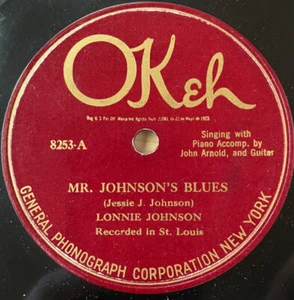 OKeh
8253-A
Singing with
Piano Accomp. by
John Arnold, and Guitar
MR. JOHNSON'S BLUES
(Jessie J. Johnson)
LONNIE JOHNSON
Recorded in St. Louis
GENERAL PHONOGRAPH CORPORATION NEW YORK